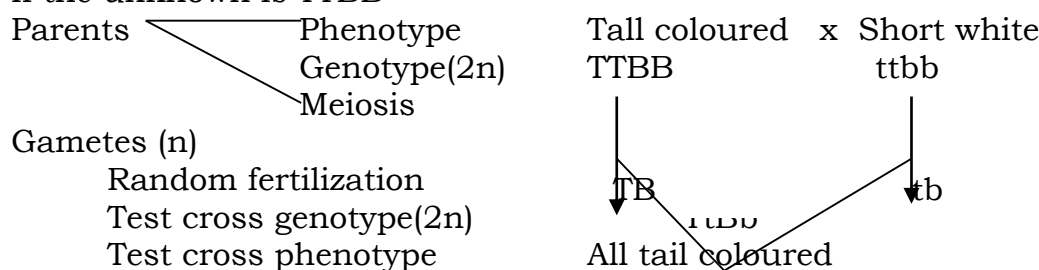 if the unknown is TTBB
Parents Phenotype Tall coloured x Short white
Genotype(2n) TTBB ttbb
Meiosis
Gametes (n)
Random fertilization TB tb
Test cross genotype(2n) TtBb
Test cross phenotype All tail coloured